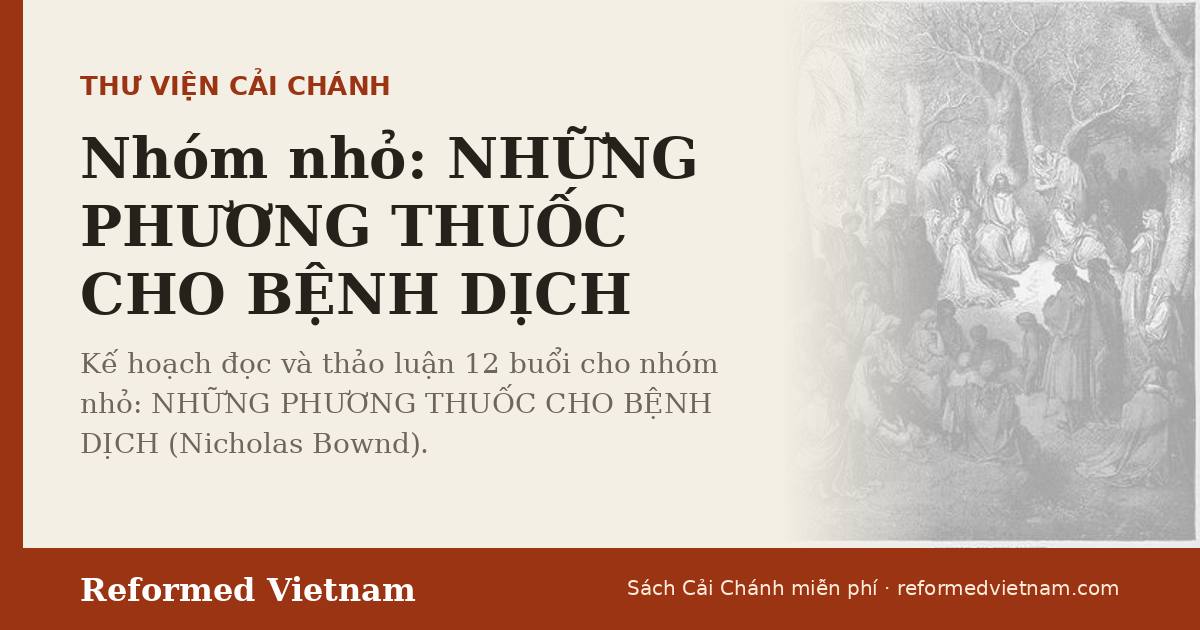 THƯ VIỆN CẢI CHÁNH
Nhóm nhỏ: NHỮNG
PHƯƠNG THUỐC
CHO BỆNH DỊCH
Kế hoạch đọc và thảo luận 12 buổi cho nhóm
nhỏ: NHỮNG PHƯƠNG THUỐC CHO BỆNH
DỊCH (Nicholas Bownd).
Reformed Vietnam
Sách Cải Chánh miễn phí · reformedvietnam.com